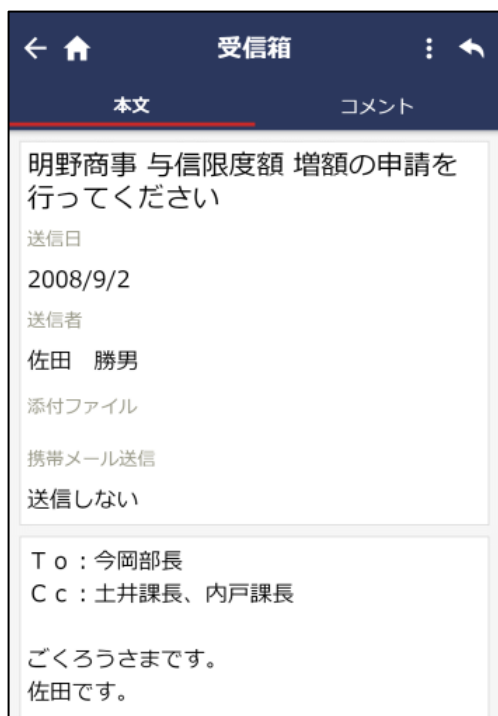 受信箱
本文
コメント
明野商事 与信限度額 増額の申請を
行ってください
送信日
2008/9/2
送信者
佐田　勝男
添付ファイル
携帯メール送信
送信しない
Ｔｏ：今岡部長
Ｃｃ：土井課長、内戸課長
ごくろうさまです。
佐田です。